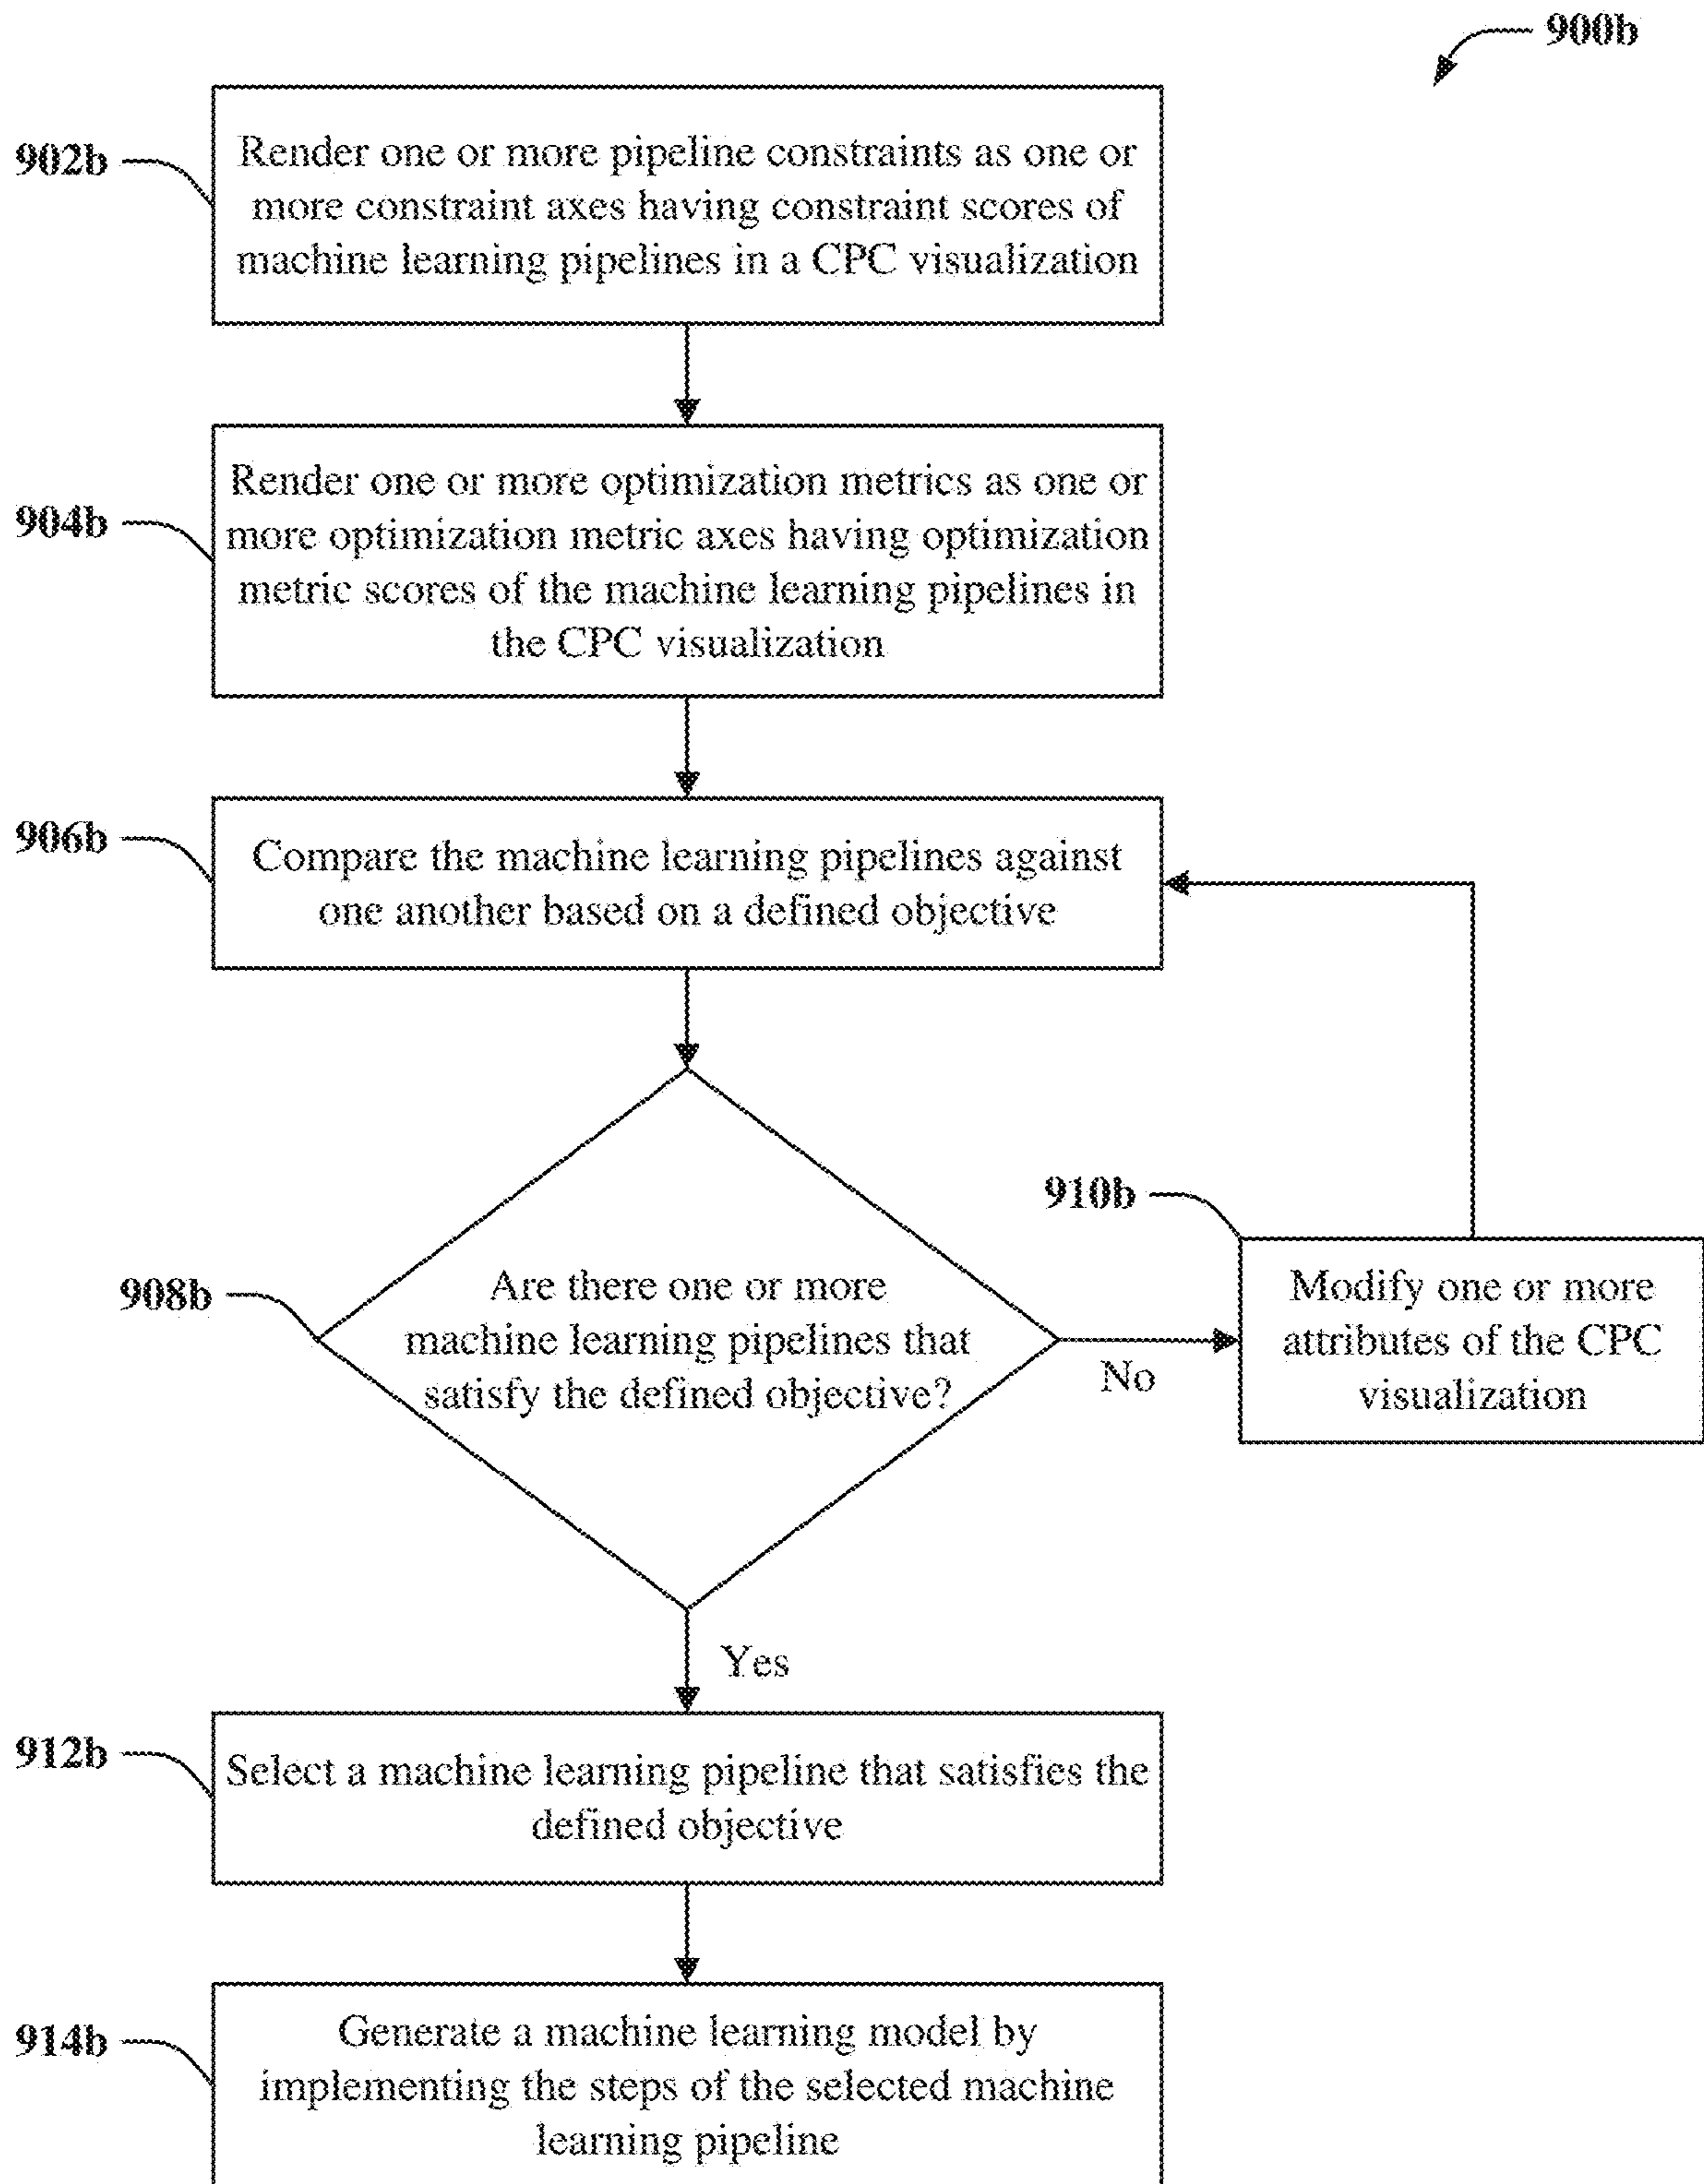 900b
902b
Render one or more pipeline constraints as one or
more constraint axes having constraint scores of
machine learning pipelines in a CPC visualization
904b
Render one or more optimization metrics as one or
more optimization metric axes having optimization
metric scores of the machine learning pipelines in
the CPC visualization
906b
Compare the machine learning pipelines against
one another based on a defined objective
908b
Are there one or more
machine learning pipelines that
satisfy the defined objective?
No
910b
Modify one or more
attributes of the CPC
visualization
Yes
912b
Select a machine learning pipeline that satisfies the
defined objective
914b
Generate a machine learning model by
implementing the steps of the selected machine
learning pipeline